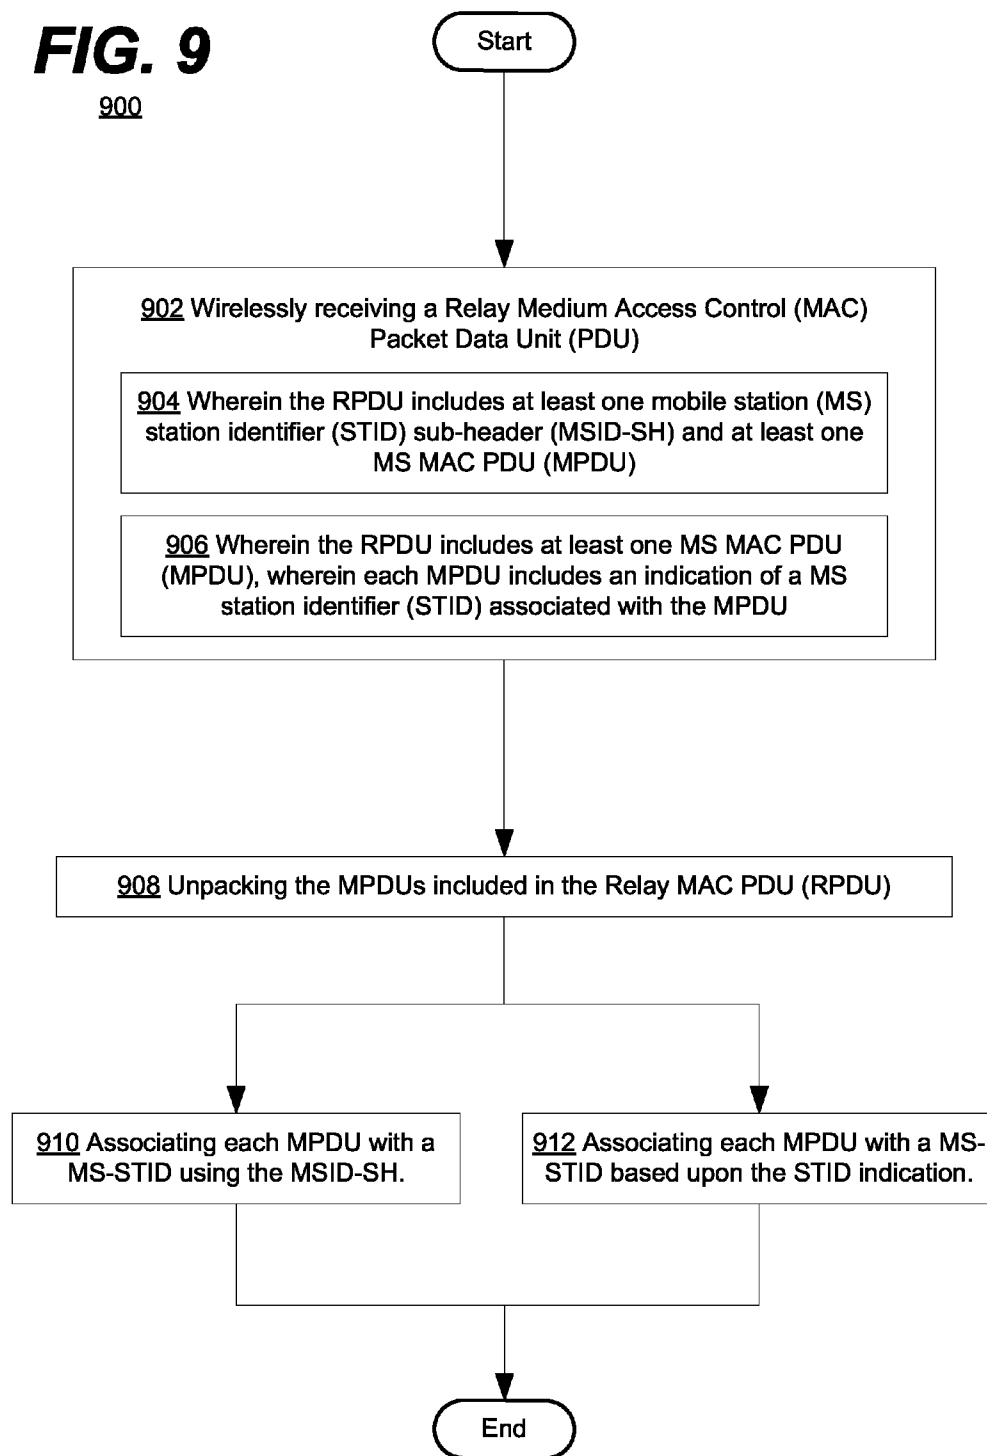 FIG. 9
900
Start
902 Wirelessly receiving a Relay Medium Access Control (MAC)
Packet Data Unit (PDU)
904 Wherein the RPDU includes at least one mobile station (MS)
station identifier (STID) sub-header (MSID-SH) and at least one
MS MAC PDU (MPDU)
906 Wherein the RPDU includes at least one MS MAC PDU
(MPDU), wherein each MPDU includes an indication of a MS
station identifier (STID) associated with the MPDU
908 Unpacking the MPDUs included in the Relay MAC PDU (RPDU)
910 Associating each MPDU with a
MS-STID using the MSID-SH.
912 Associating each MPDU with a MS-
STID based upon the STID indication.
End